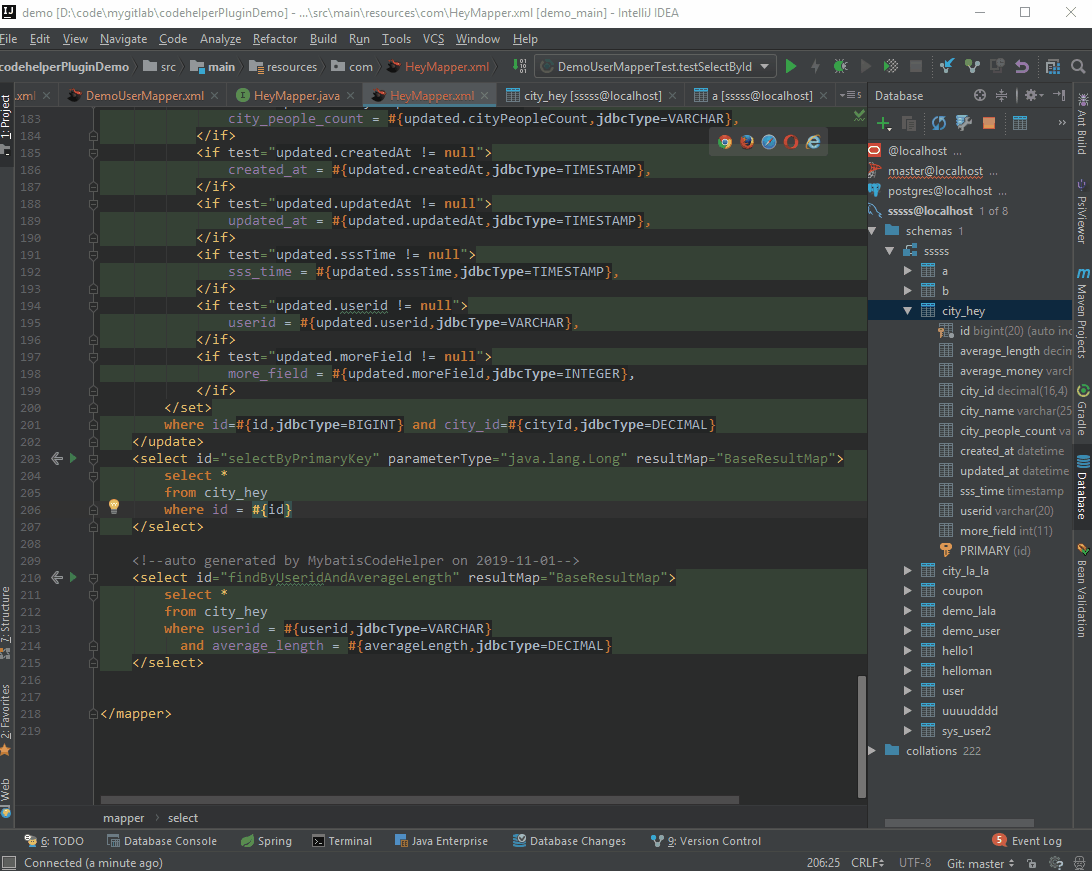 demo [D:\code\mygitlab\codehelperPluginDemo] - ...\src\main\resources\com\HeyMapper.xml [demo_main] - IntelliJ IDEA
File Edit View Navigate Code Analyze Refactor Build Run Tools VCS Window Help
codehelperPluginDemo src main resources com HeyMapper.xml DemoUserMapperTest.testSelectById
.xml DemoUserMapper.xml HeyMapper.java HeyMapper.xml city_hey [sssss@localhost] a [sssss@localhost] 5 Database
1: Project
7: Structure
2: Favorites
Web
183 city_people_count = #{updated.cityPeopleCount,jdbcType=VARCHAR},
184 </if>
185 <if test="updated.createdAt != null">
186 created_at = #{updated.createdAt,jdbcType=TIMESTAMP},
187 </if>
188 <if test="updated.updatedAt != null">
189 updated_at = #{updated.updatedAt,jdbcType=TIMESTAMP},
190 </if>
191 <if test="updated.sssTime != null">
192 sss_time = #{updated.sssTime,jdbcType=TIMESTAMP},
193 </if>
194 <if test="updated.userid != null">
195 userid = #{updated.userid,jdbcType=VARCHAR},
196 </if>
197 <if test="updated.moreField != null">
198 more_field = #{updated.moreField,jdbcType=INTEGER},
199 </if>
200 </set>
201 where id=#{id,jdbcType=BIGINT} and city_id=#{cityId,jdbcType=DECIMAL}
202 </update>
203 <select id="selectByPrimaryKey" parameterType="java.lang.Long" resultMap="BaseResultMap">
204 select *
205 from city_hey
206 where id = #{id}
207 </select>
208
209 <!--auto generated by MybatisCodeHelper on 2019-11-01-->
210 <select id="findByUseridAndAverageLength" resultMap="BaseResultMap">
211 select *
212 from city_hey
213 where userid = #{userid,jdbcType=VARCHAR}
214 and average_length = #{averageLength,jdbcType=DECIMAL}
215 </select>
216
217
218 </mapper>
219
mapper select
@localhost ...
master@localhost ...
postgres@localhost ...
sssss@localhost 1 of 8
schemas 1
sssss
a
b
city_hey
id bigint(20) (auto inc
average_length decim
average_money varch
city_id decimal(16,4)
city_name varchar(25
city_people_count va
created_at datetime
updated_at datetime
sss_time timestamp
userid varchar(20)
more_field int(11)
PRIMARY (id)
city_la_la
coupon
demo_lala
demo_user
hello1
helloman
user
uuuudddd
sys_user2
collations 222
Ant Build
PsiViewer
Maven Projects
Gradle
Database
Bean Validation
6: TODO Database Console Spring Terminal Java Enterprise Database Changes 9: Version Control 5 Event Log
Connected (a minute ago) 206:25 CRLF UTF-8 Git: master